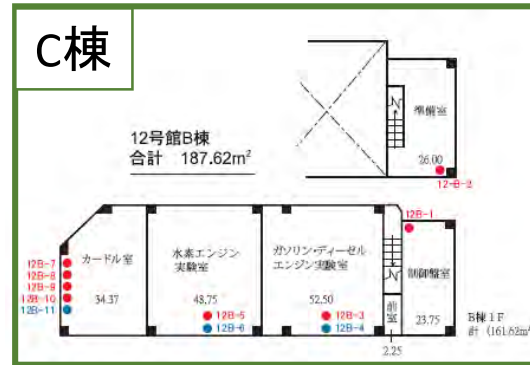 C棟
12号館B棟
合計 187.62m²
準備室
26.00
12-B-2
12-B-1
12B-7
12B-8
12B-9
12B-10
12B-11
カードル室
34.37
水素エンジン
実験室
48.75
12B-5
12B-6
ガソリン・ディーゼル
エンジン実験室
52.50
12B-3
12B-4
前室
2.25
制御盤室
23.75
B棟1F
計 (161.62m²